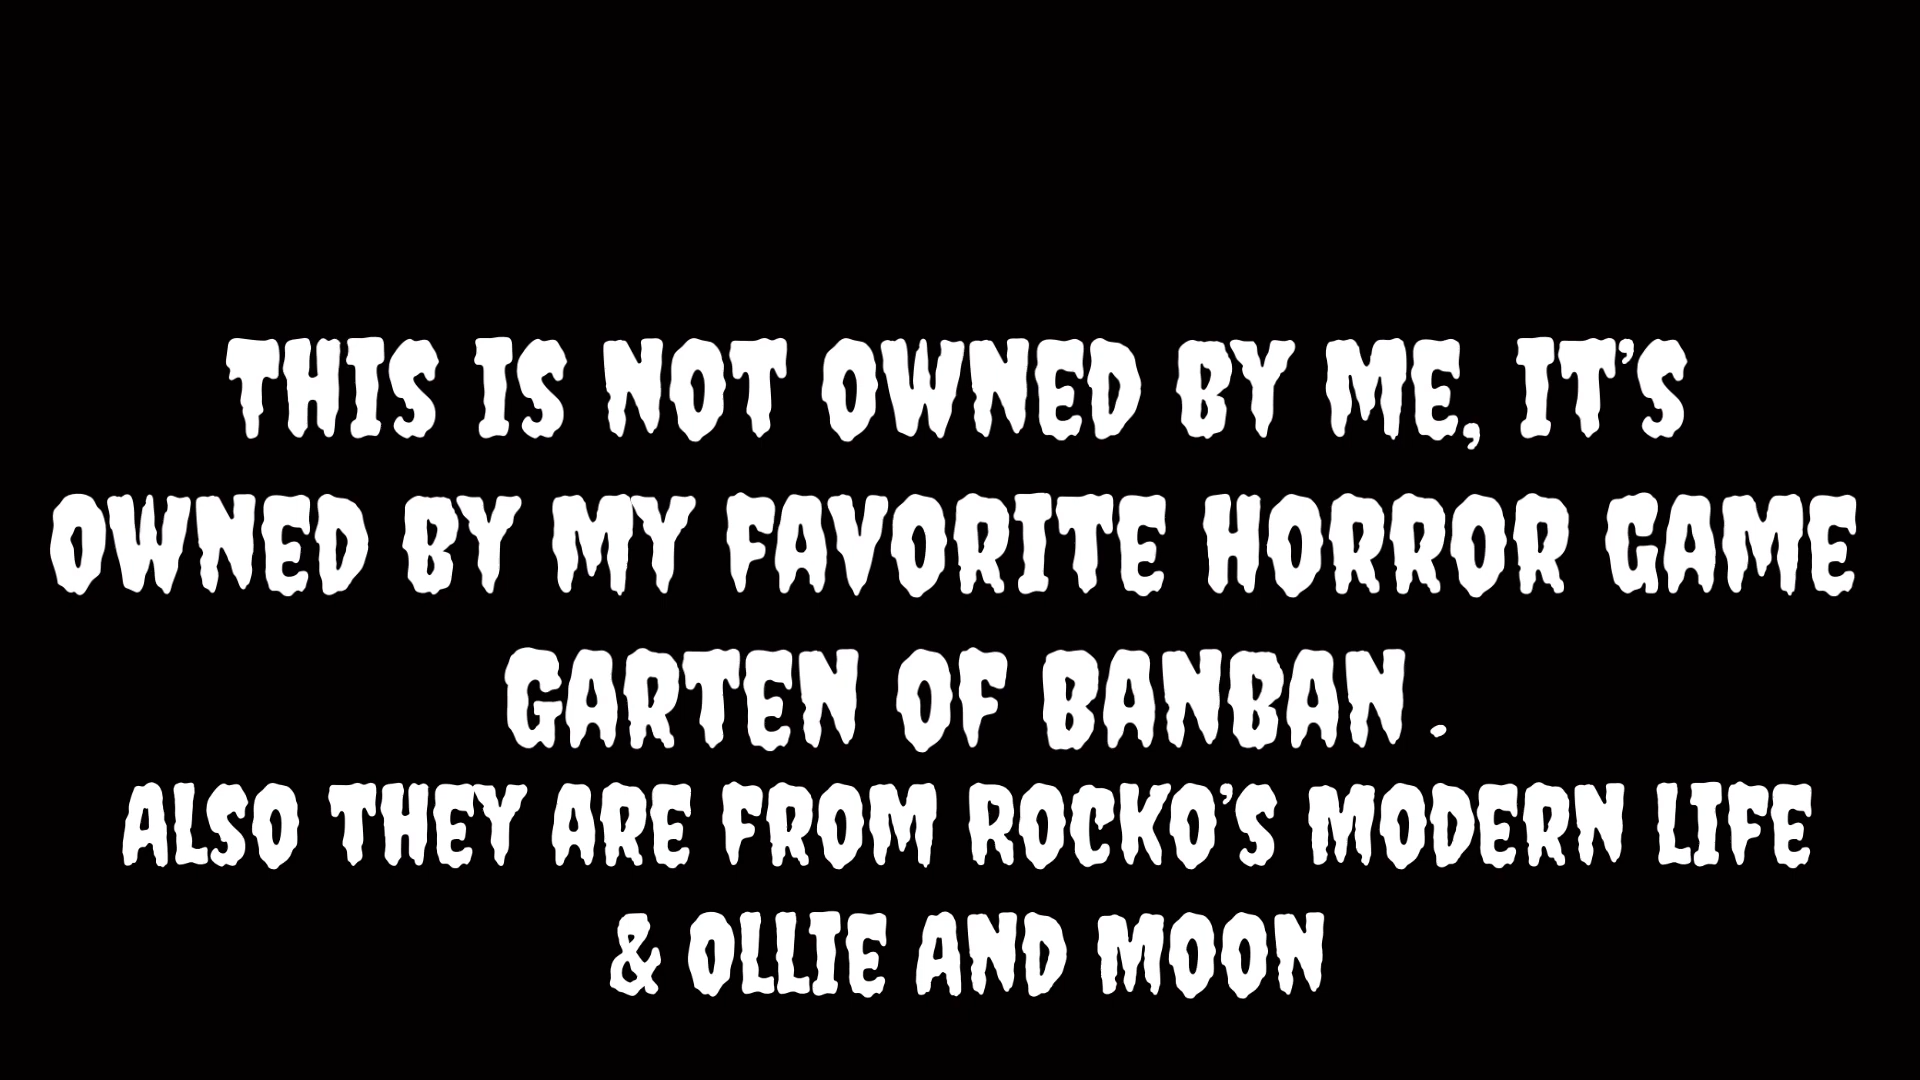 THIS IS NOT OWNED BY ME, IT'S
OWNED BY MY FAVORITE HORROR GAME
GARTEN OF BANBAN .
ALSO THEY ARE FROM ROCKO'S MODERN LIFE
& OLLIE AND MOON